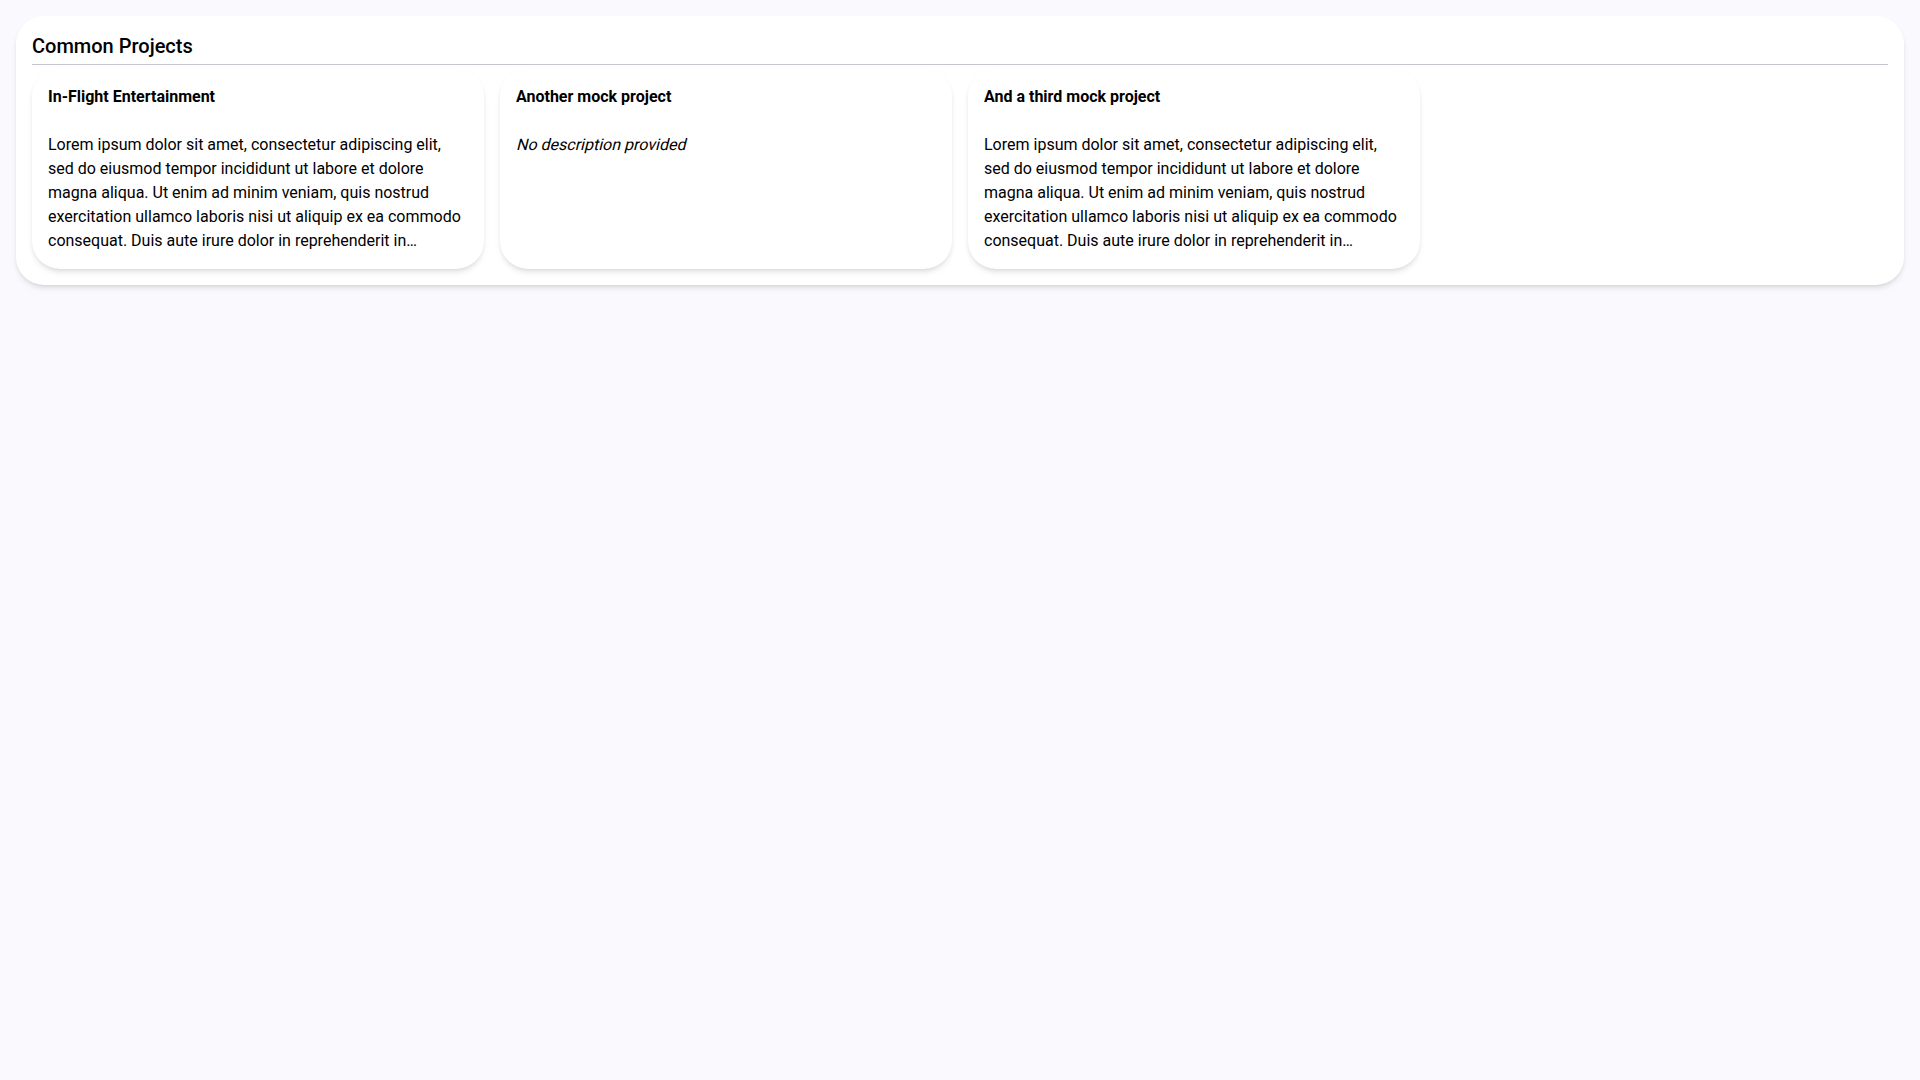 Common Projects
In-Flight Entertainment
Lorem ipsum dolor sit amet, consectetur adipiscing elit,
sed do eiusmod tempor incididunt ut labore et dolore
magna aliqua. Ut enim ad minim veniam, quis nostrud
exercitation ullamco laboris nisi ut aliquip ex ea commodo
consequat. Duis aute irure dolor in reprehenderit in…
Another mock project
No description provided
And a third mock project
Lorem ipsum dolor sit amet, consectetur adipiscing elit,
sed do eiusmod tempor incididunt ut labore et dolore
magna aliqua. Ut enim ad minim veniam, quis nostrud
exercitation ullamco laboris nisi ut aliquip ex ea commodo
consequat. Duis aute irure dolor in reprehenderit in…